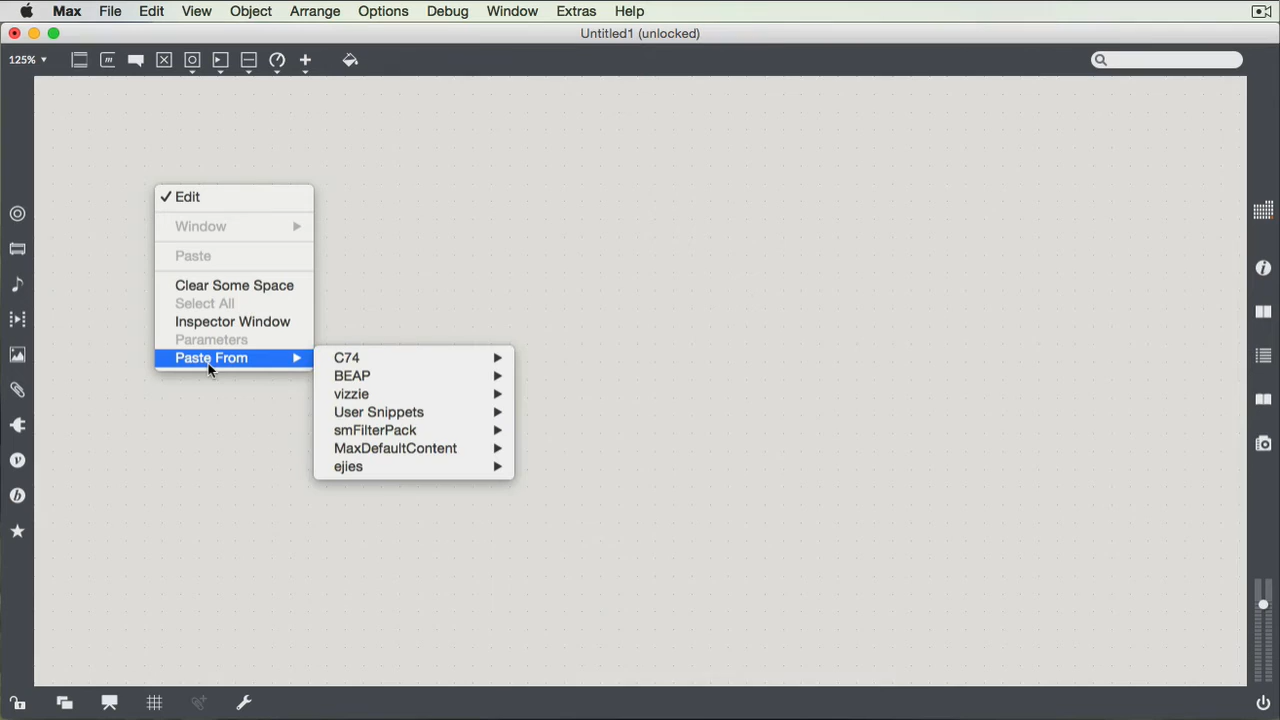 Max File Edit View Object Arrange Options Debug Window Extras Help
Untitled1 (unlocked)
125%
Edit
Window
Paste
Clear Some Space
Select All
Inspector Window
Parameters
Paste From
C74
BEAP
vizzie
User Snippets
smFilterPack
MaxDefaultContent
ejies